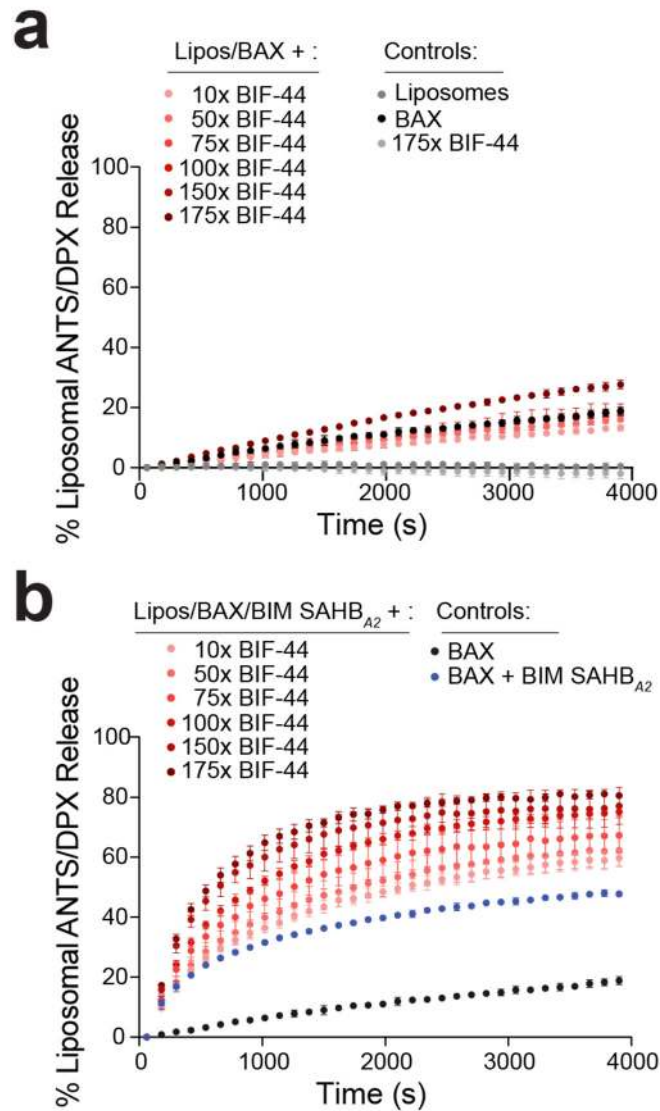 a
Lipos/BAX + :
10x BIF-44
50x BIF-44
75x BIF-44
100x BIF-44
150x BIF-44
175x BIF-44
Controls:
Liposomes
BAX
175x BIF-44
% Liposomal ANTS/DPX Release
100
80
60
40
20
0
0 1000 2000 3000 4000
Time (s)
b
Lipos/BAX/BIM SAHB_A2 + :
10x BIF-44
50x BIF-44
75x BIF-44
100x BIF-44
150x BIF-44
175x BIF-44
Controls:
BAX
BAX + BIM SAHB_A2
% Liposomal ANTS/DPX Release
100
80
60
40
20
0
0 1000 2000 3000 4000
Time (s)